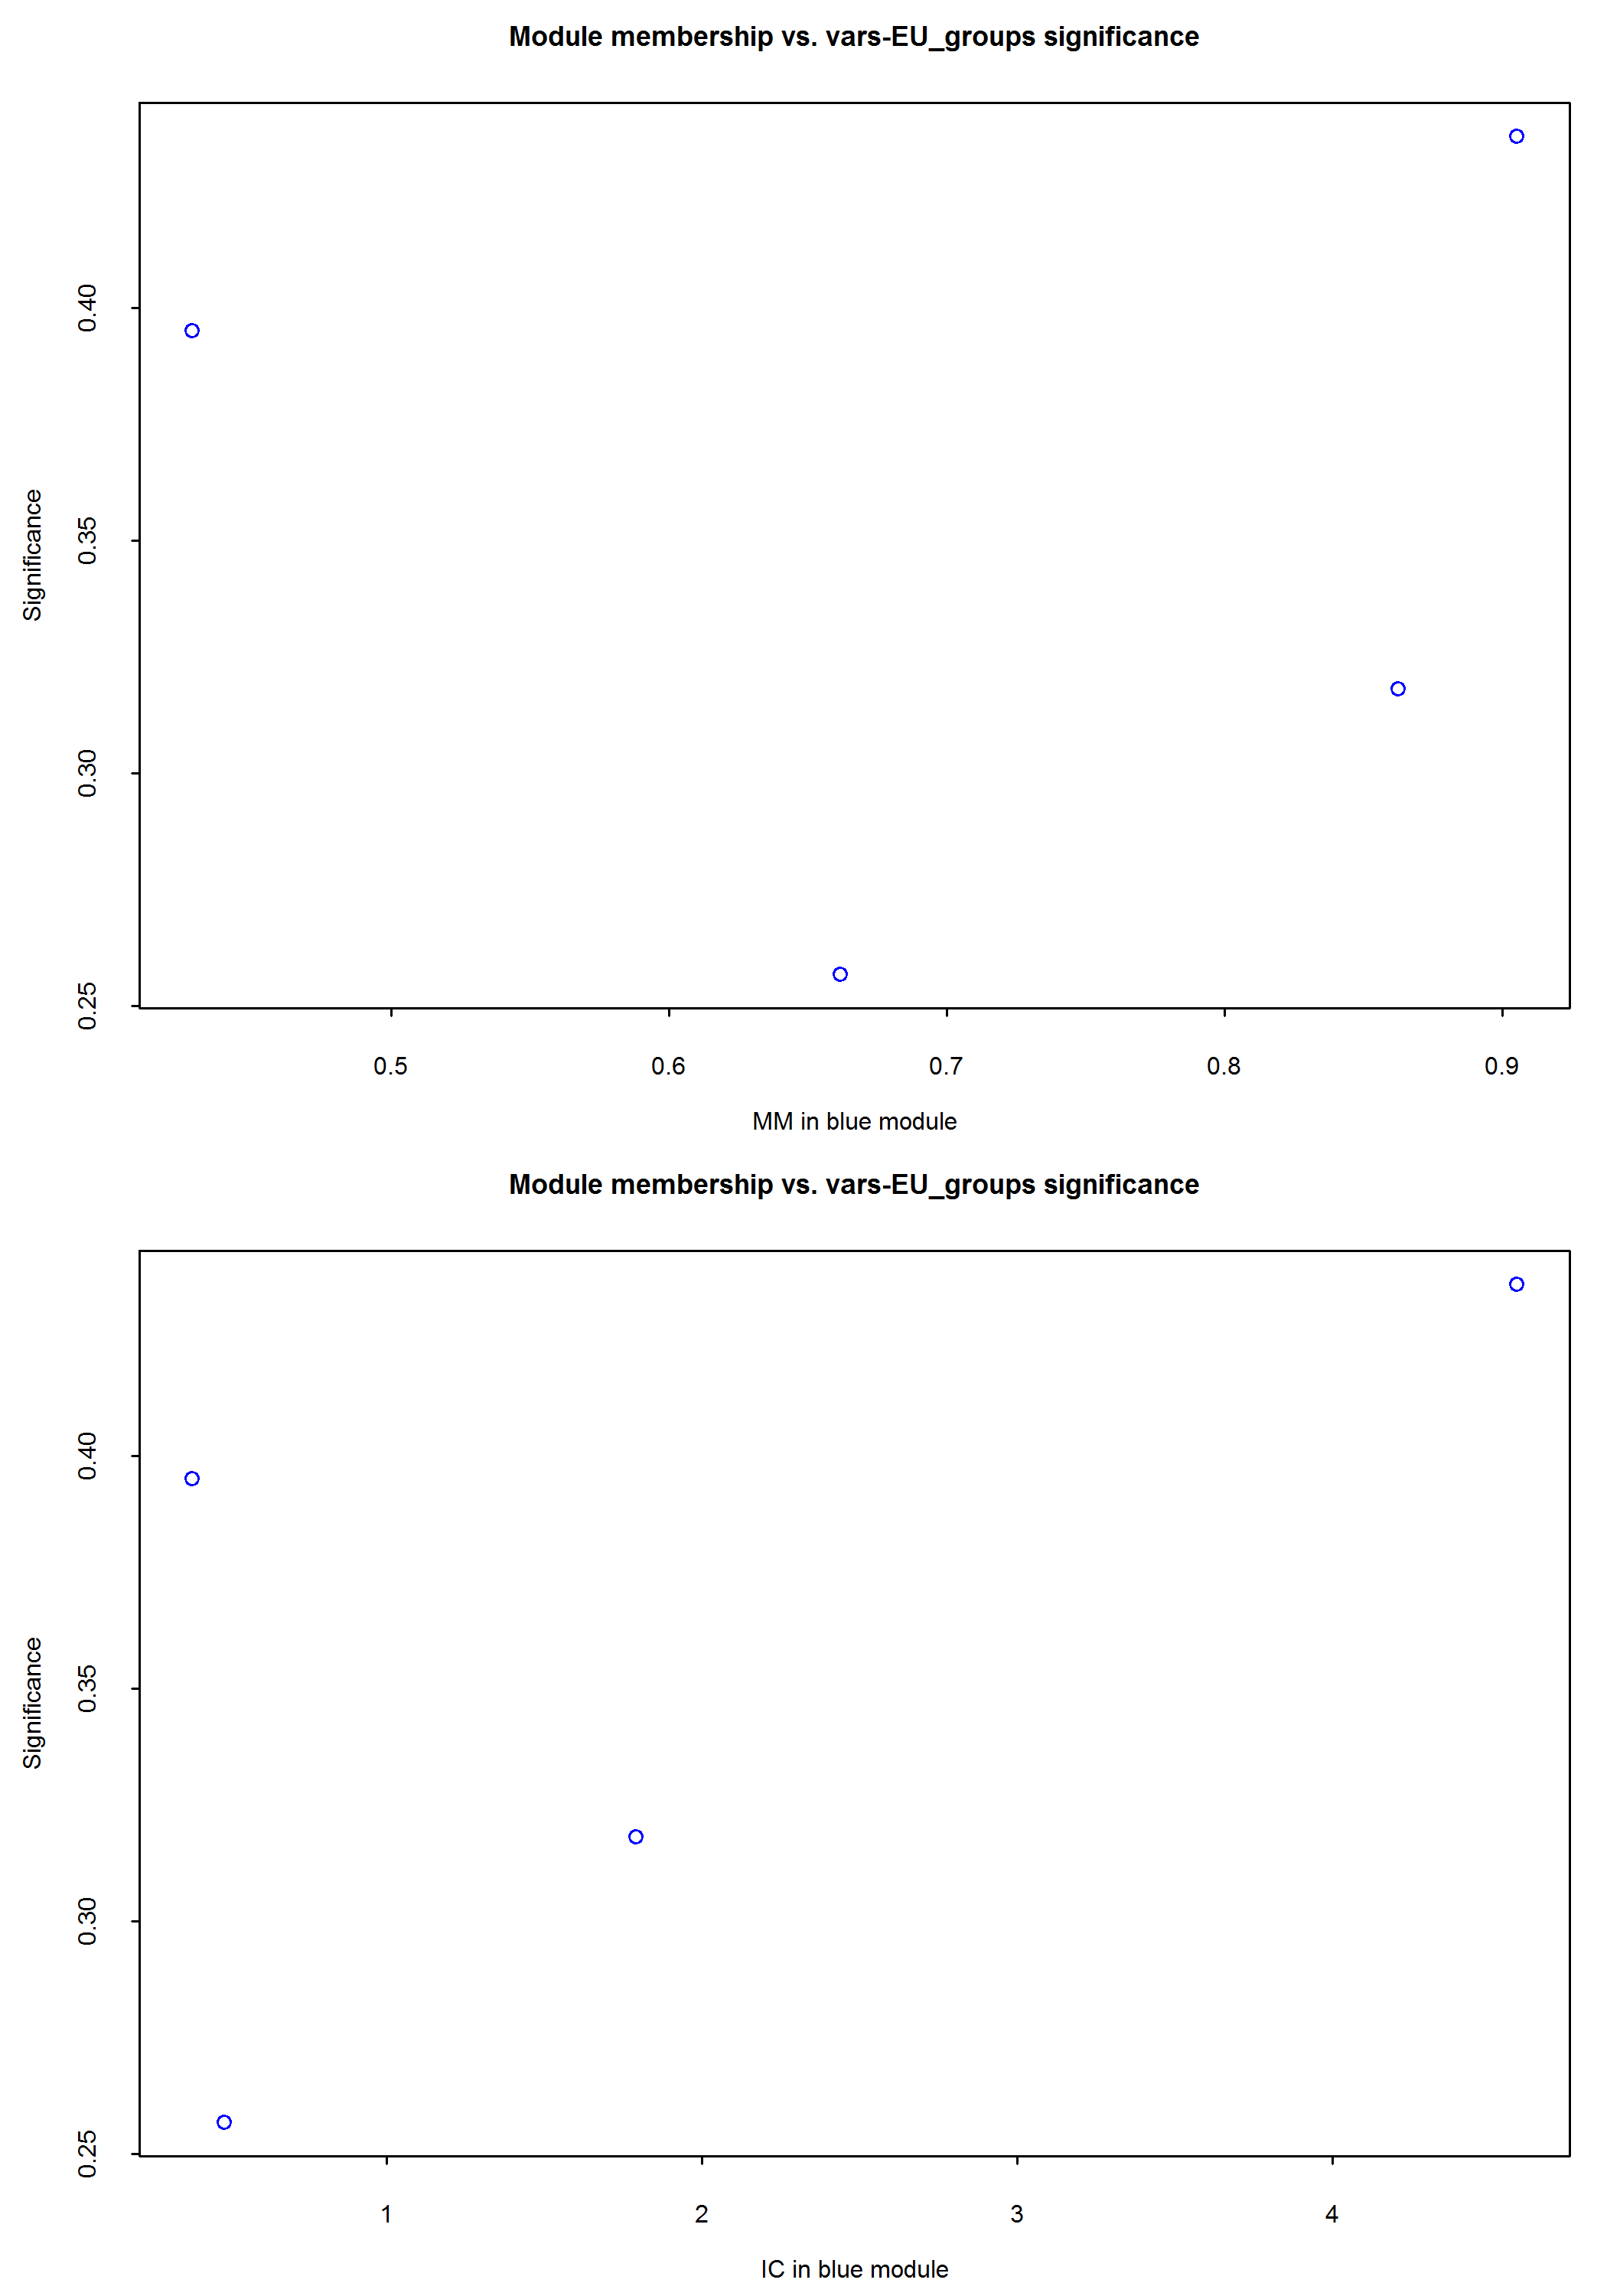 Module membership vs. vars-EU_groups significance
Significance
0.40
0.35
0.30
0.25
0.5 0.6 0.7 0.8 0.9
MM in blue module
Module membership vs. vars-EU_groups significance
Significance
0.40
0.35
0.30
0.25
1 2 3 4
IC in blue module